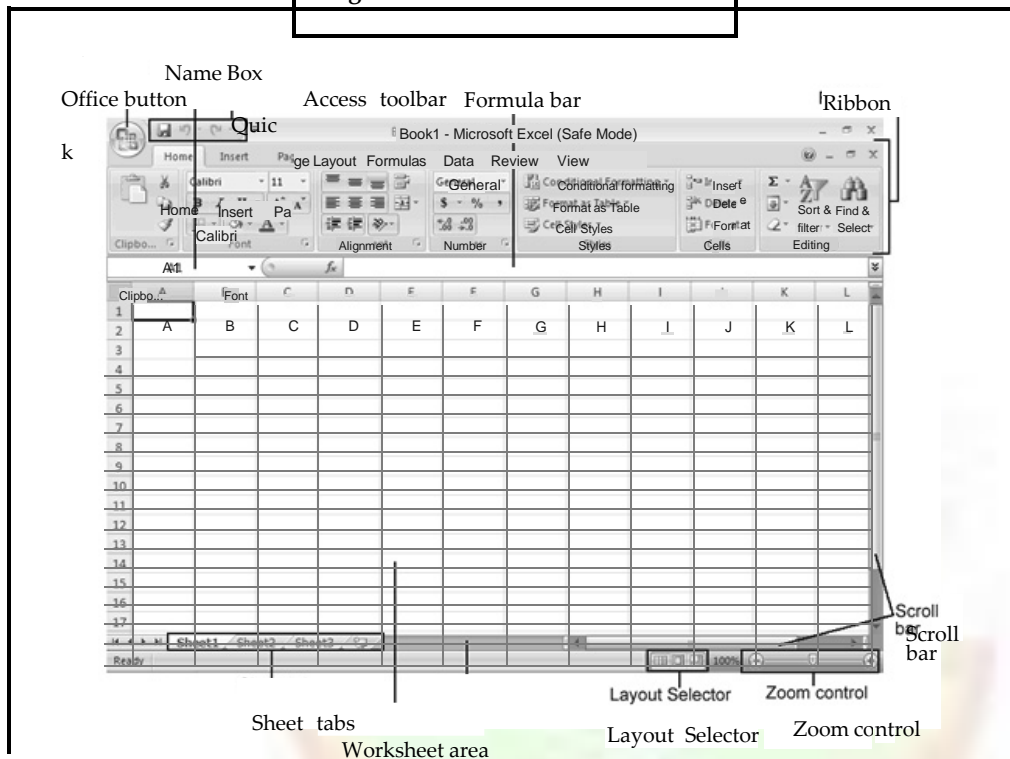 Name Box
Office button Access toolbar Formula bar Ribbon
Quic
k
Book1 - Microsoft Excel (Safe Mode)
Home Insert Page Layout Formulas Data Review View
Calibri 11 General Conditional formatting Insert
Home Insert Pa Format as Table Delete Sort & Find &
Calibri Cell Styles Format filter Select
Clipbo... Font Alignment Number Styles Cells Editing
A1 fx
Clipbo... Font
A B C D E F G H I J K L
1
2 A B C D E F G H I J K L
3
4
5
6
7
8
9
10
11
12
13
14
15
16
17
Scroll
bar
Scroll
bar
Sheet1 Sheet2 Sheet3
Ready 100%
Layout Selector Zoom control
Sheet tabs Layout Selector Zoom control
Worksheet area